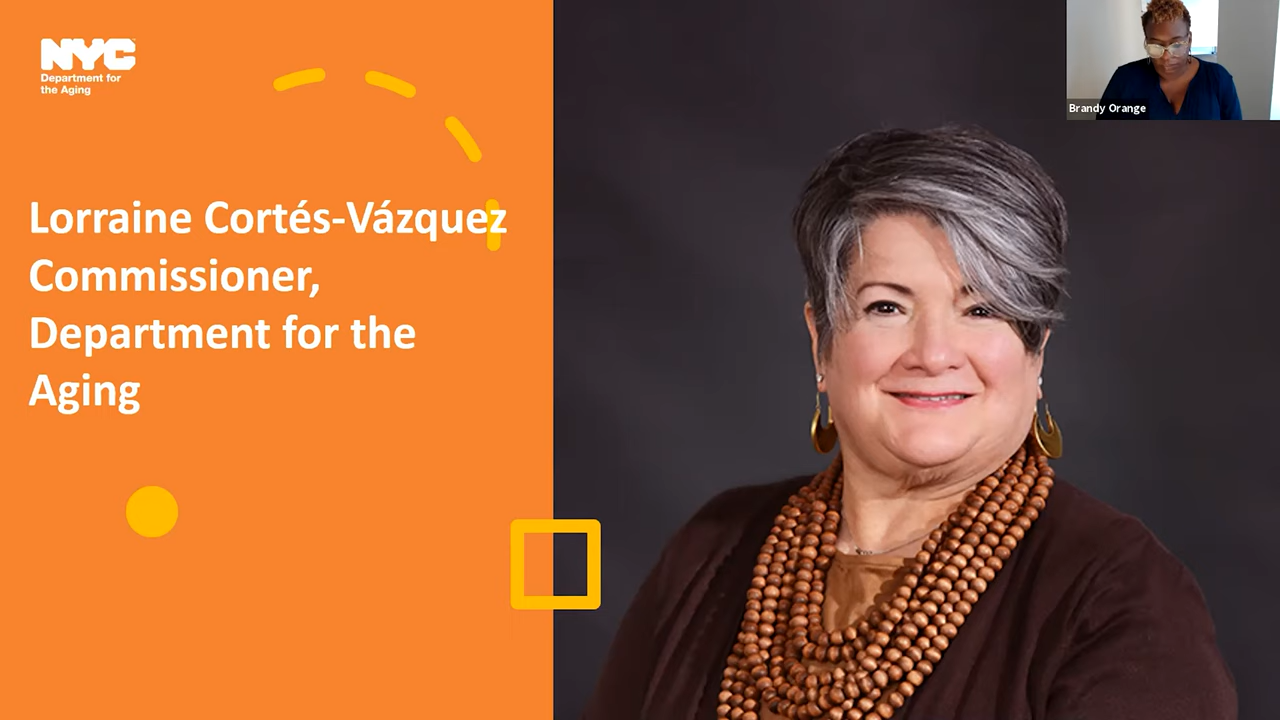 NYC
Department for
the Aging
Lorraine Cortés-Vázquez
Commissioner,
Department for the
Aging
Brandy Orange